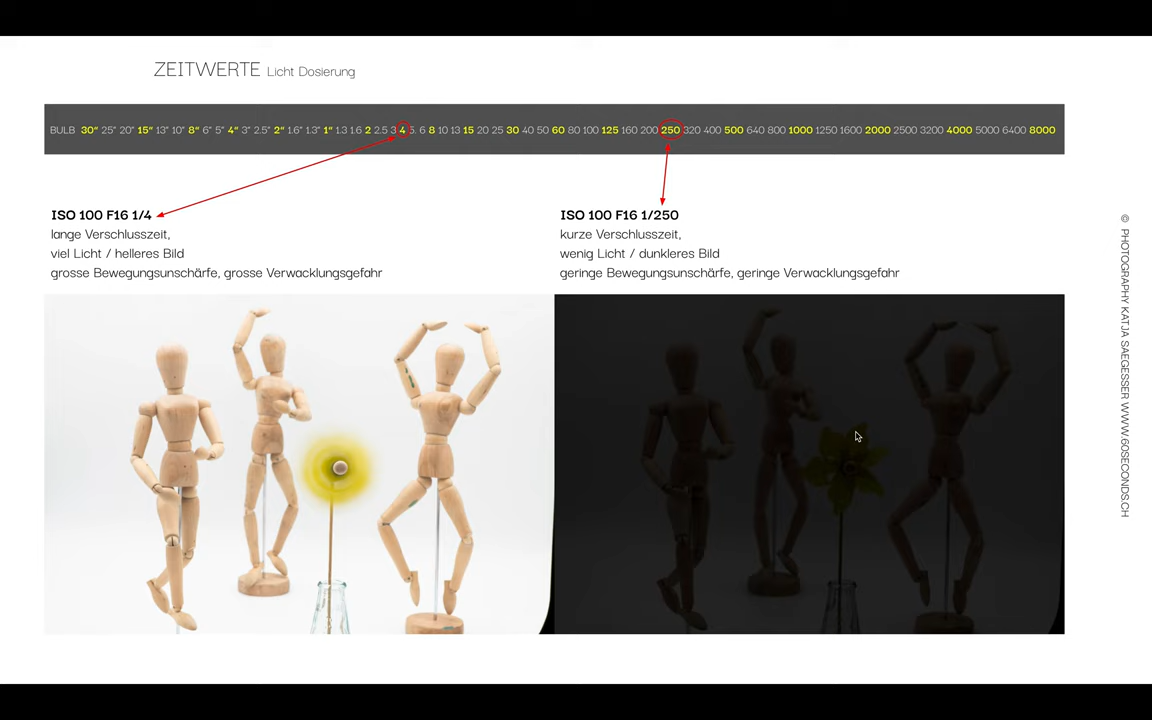 ZEITWERTE Licht Dosierung
BULB 30" 25" 20" 15" 13" 10" 8" 6" 5" 4" 3" 2.5" 2" 1.6" 1.3" 1" 1.3 1.6 2 2.5 3 4 5. 6 8 10 13 15 20 25 30 40 50 60 80 100 125 160 200 250 320 400 500 640 800 1000 1250 1600 2000 2500 3200 4000 5000 6400 8000
ISO 100 F16 1/4
lange Verschlusszeit,
viel Licht / helleres Bild
grosse Bewegungsunschärfe, grosse Verwacklungsgefahr
ISO 100 F16 1/250
kurze Verschlusszeit,
wenig Licht / dunkleres Bild
geringe Bewegungsunschärfe, geringe Verwacklungsgefahr
© PHOTOGRAPHY KATJA SAEGESSER WWW.60SECONDS.CH